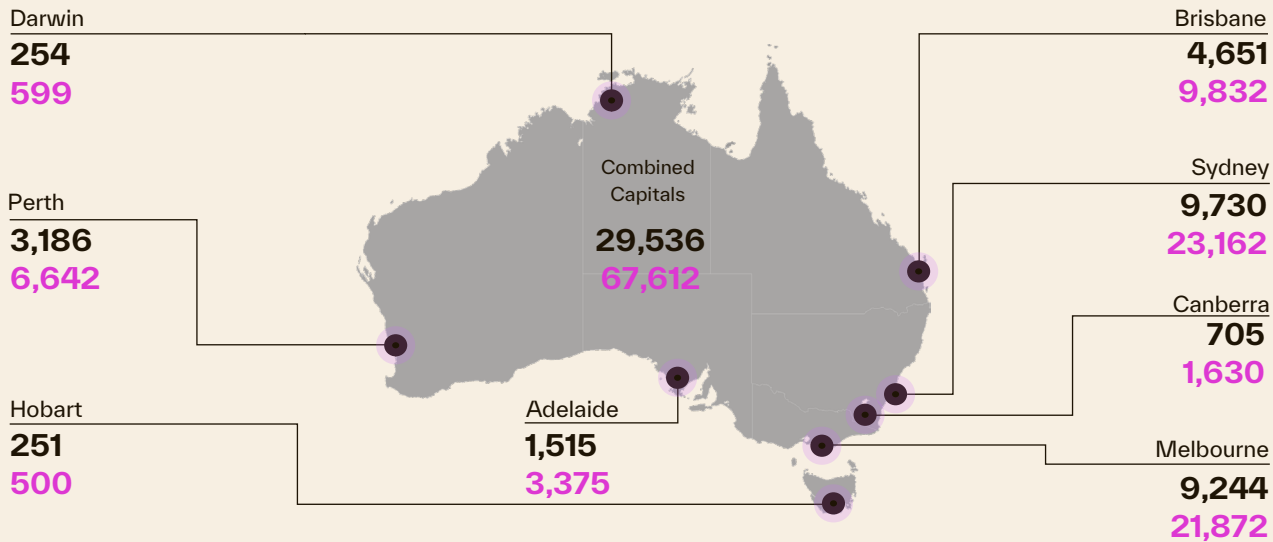 Darwin
254
599
Brisbane
4,651
9,832
Combined
Capitals
29,536
67,612
Sydney
9,730
23,162
Perth
3,186
6,642
Canberra
705
1,630
Hobart
251
500
Adelaide
1,515
3,375
Melbourne
9,244
21,872